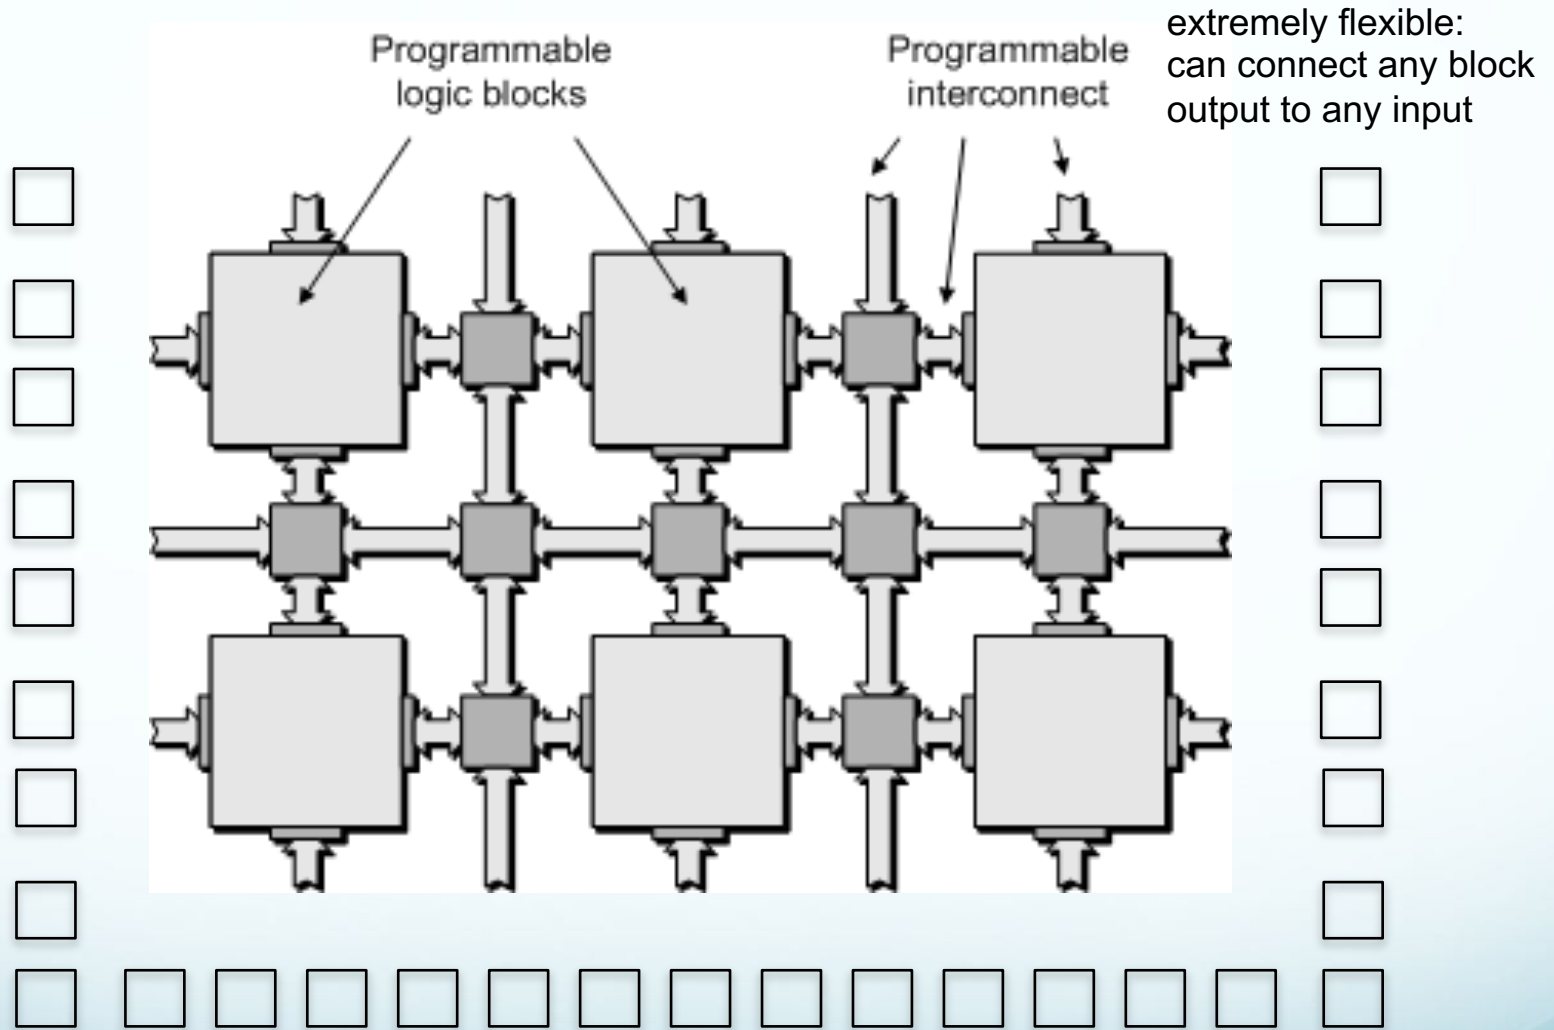 Programmable
logic blocks
Programmable
interconnect
extremely flexible:
can connect any block
output to any input